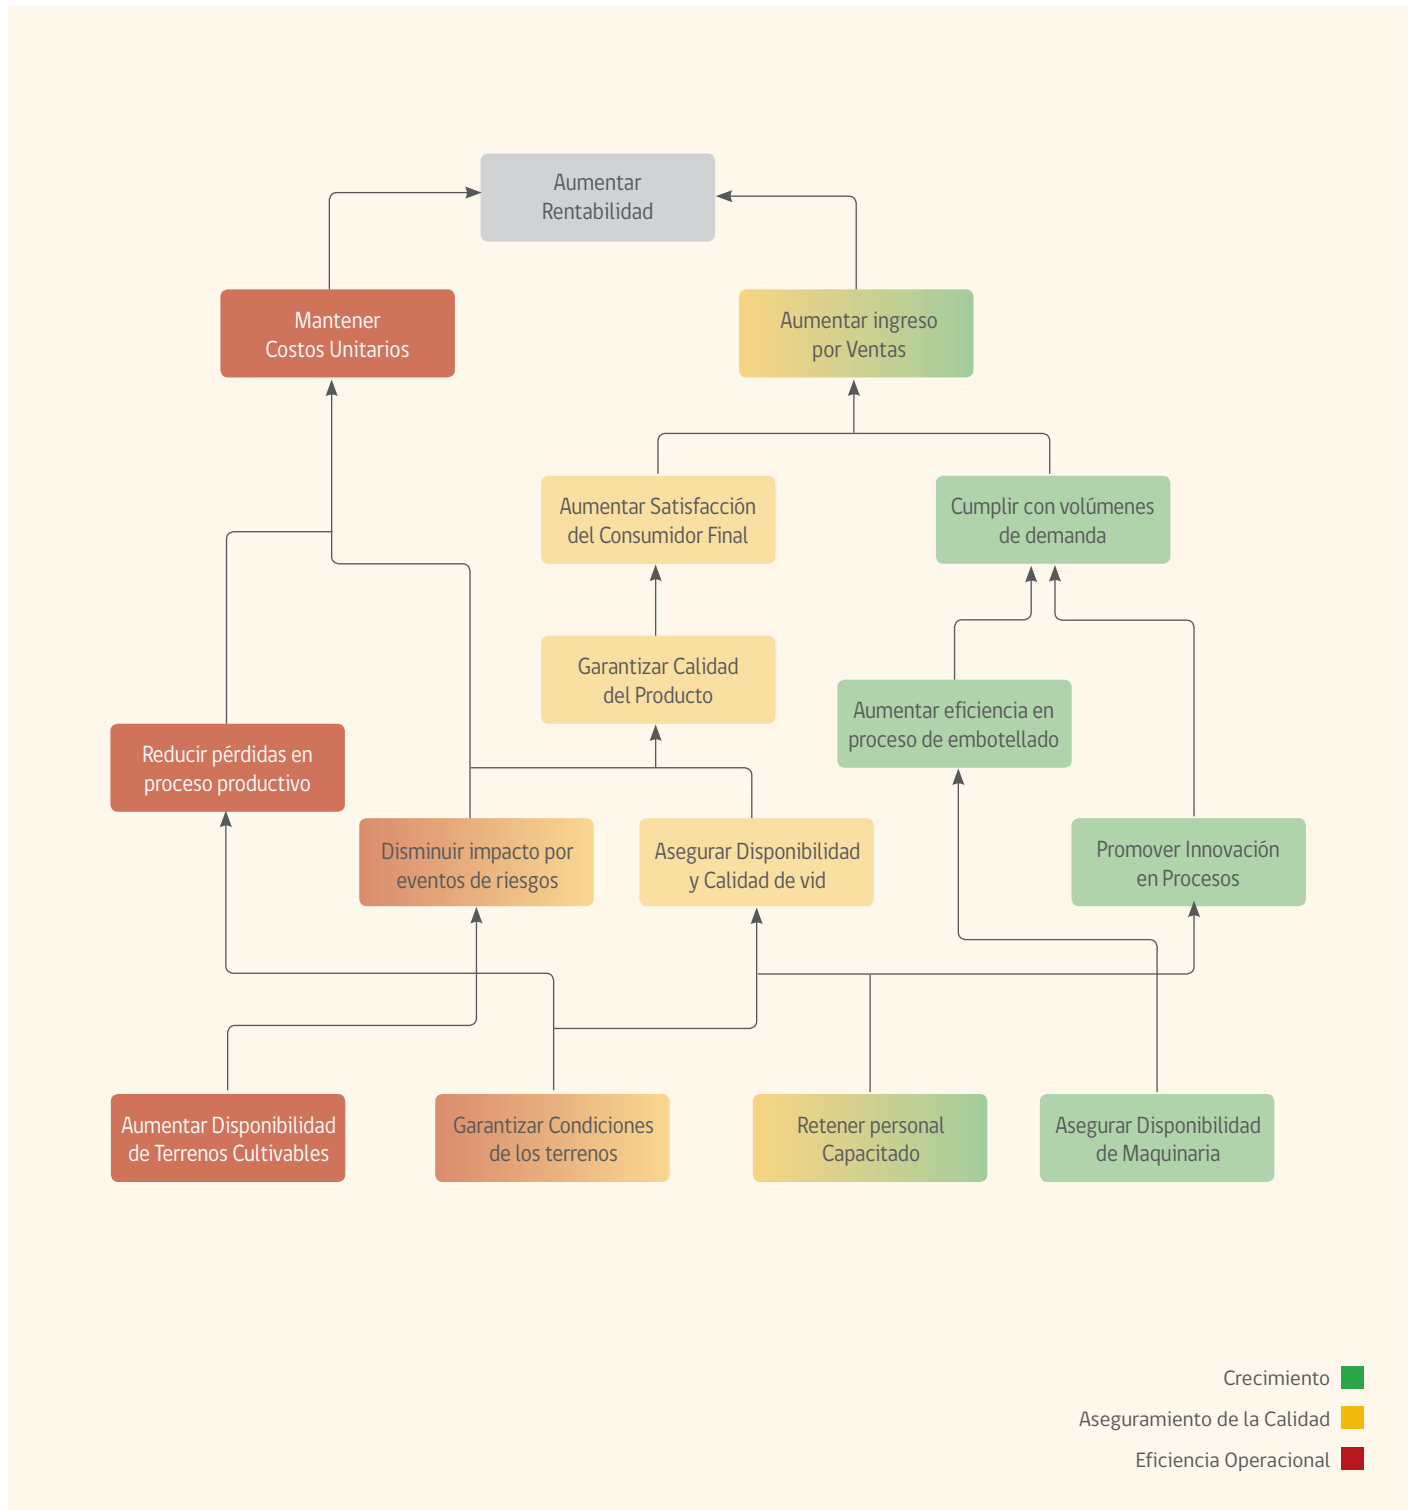 Aumentar
Rentabilidad
Mantener
Costos Unitarios
Aumentar ingreso
por Ventas
Aumentar Satisfacción
del Consumidor Final
Cumplir con volúmenes
de demanda
Garantizar Calidad
del Producto
Aumentar eficiencia en
proceso de embotellado
Reducir pérdidas en
proceso productivo
Disminuir impacto por
eventos de riesgos
Asegurar Disponibilidad
y Calidad de vid
Promover Innovación
en Procesos
Aumentar Disponibilidad
de Terrenos Cultivables
Garantizar Condiciones
de los terrenos
Retener personal
Capacitado
Asegurar Disponibilidad
de Maquinaria
Crecimiento
Aseguramiento de la Calidad
Eficiencia Operacional